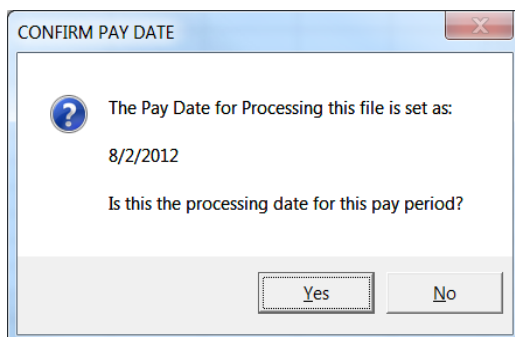 CONFIRM PAY DATE
The Pay Date for Processing this file is set as:
8/2/2012
Is this the processing date for this pay period?
Yes
No